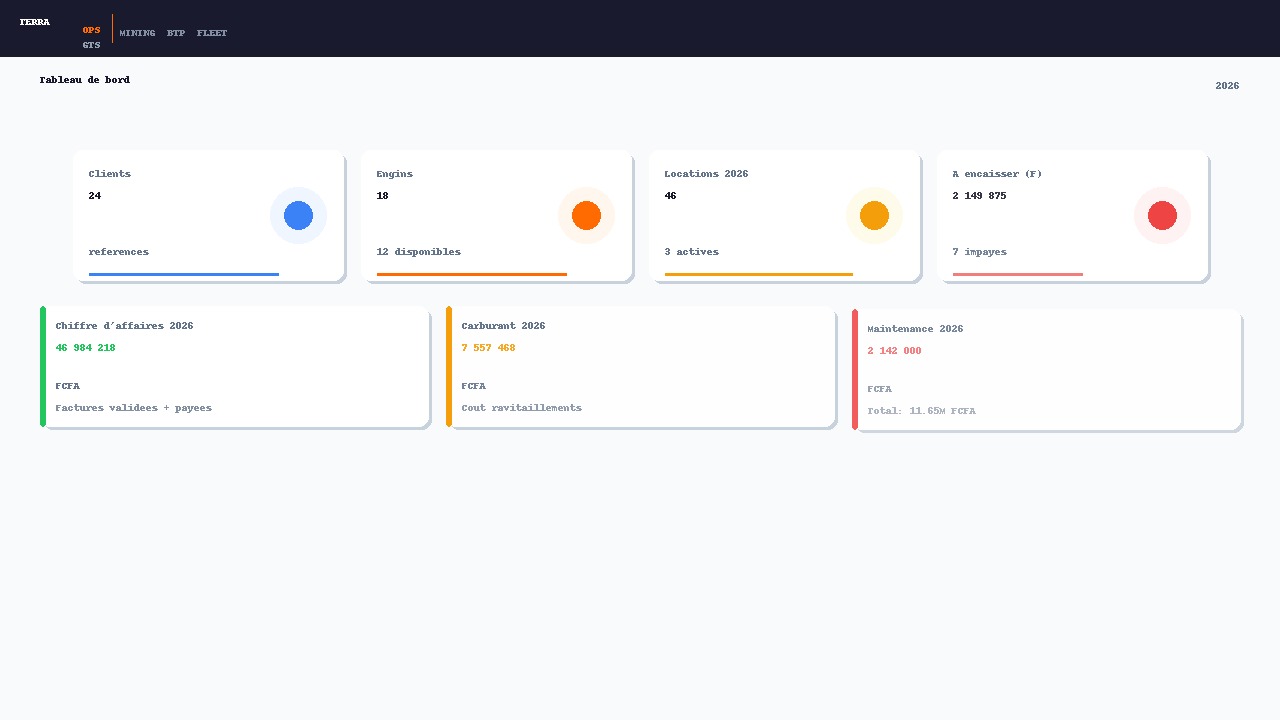 TERRA
OPS
GTS
MINING BTP FLEET
Tableau de bord
2026
Clients
24
references
Engins
18
12 disponibles
Locations 2026
46
3 actives
A encaisser (F)
2 149 875
7 impayes
Chiffre d'affaires 2026
46 984 218
FCFA
Factures validees + payees
Carburant 2026
7 557 468
FCFA
Cout ravitaillements
Maintenance 2026
2 142 000
FCFA
Total: 11.65M FCFA